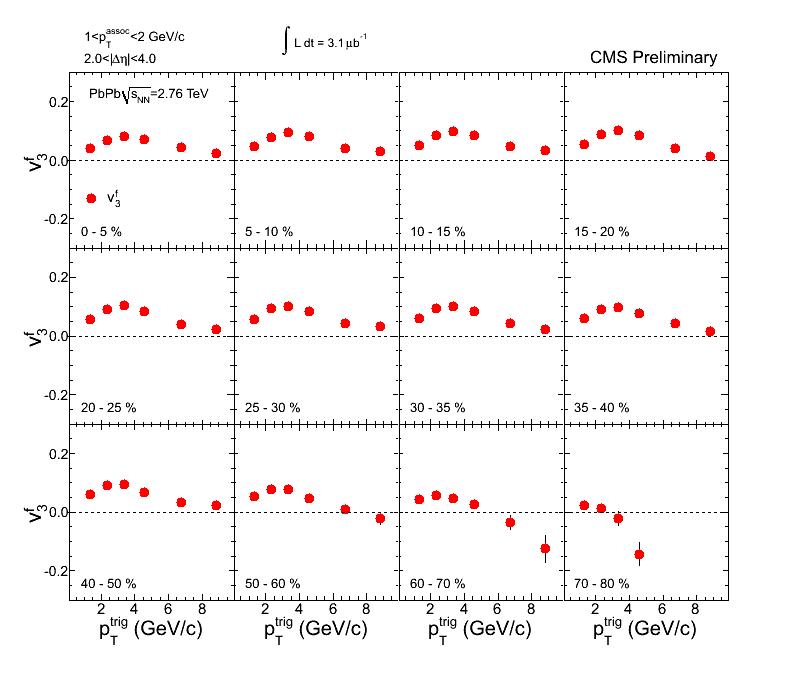 1<p_T^assoc<2 GeV/c
∫ L dt = 3.1 μb⁻¹
2.0<|Δη|<4.0
CMS Preliminary
PbPb√s_NN=2.76 TeV
v_3^f
0.2
0.0
-0.2
v_3^f
0 - 5 %
5 - 10 %
10 - 15 %
15 - 20 %
v_3^f
0.2
0.0
-0.2
20 - 25 %
25 - 30 %
30 - 35 %
35 - 40 %
v_3^f
0.2
0.0
-0.2
40 - 50 %
50 - 60 %
60 - 70 %
70 - 80 %
2 4 6 8
2 4 6 8
2 4 6 8
2 4 6 8
p_T^trig (GeV/c)
p_T^trig (GeV/c)
p_T^trig (GeV/c)
p_T^trig (GeV/c)